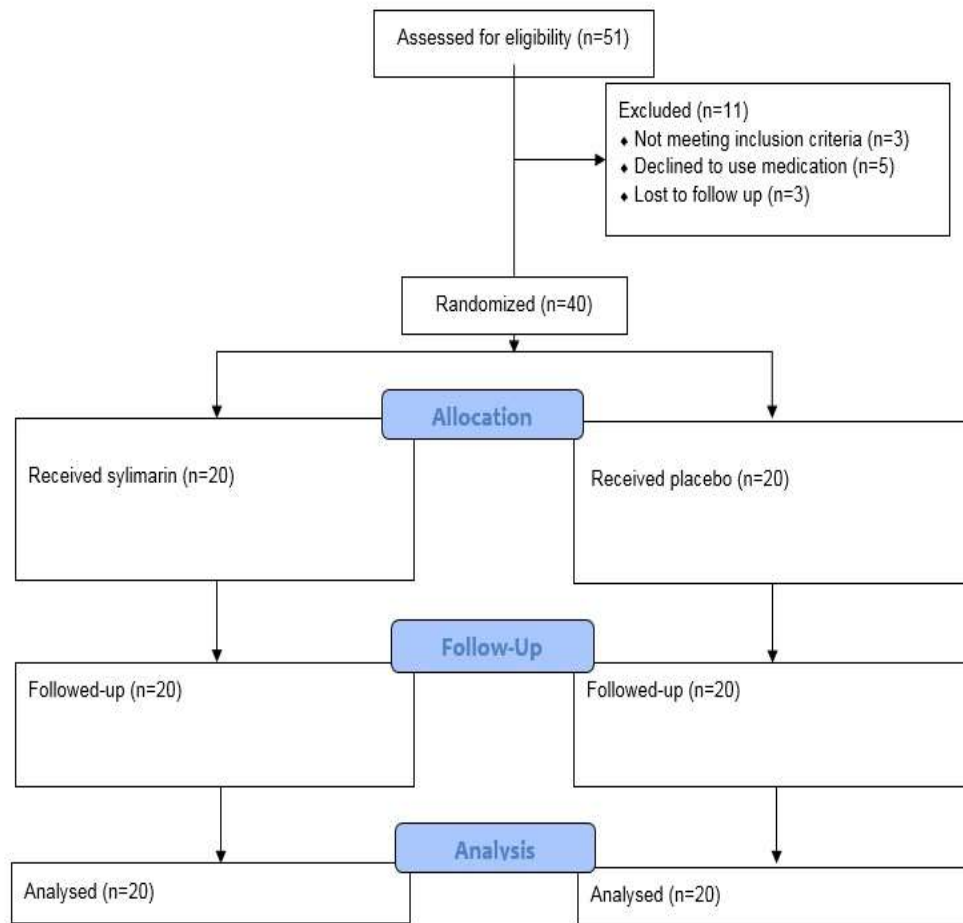 Assessed for eligibility (n=51)
Excluded (n=11)
♦ Not meeting inclusion criteria (n=3)
♦ Declined to use medication (n=5)
♦ Lost to follow up (n=3)
Randomized (n=40)
Allocation
Received sylimarin (n=20)
Received placebo (n=20)
Follow-Up
Followed-up (n=20)
Followed-up (n=20)
Analysis
Analysed (n=20)
Analysed (n=20)